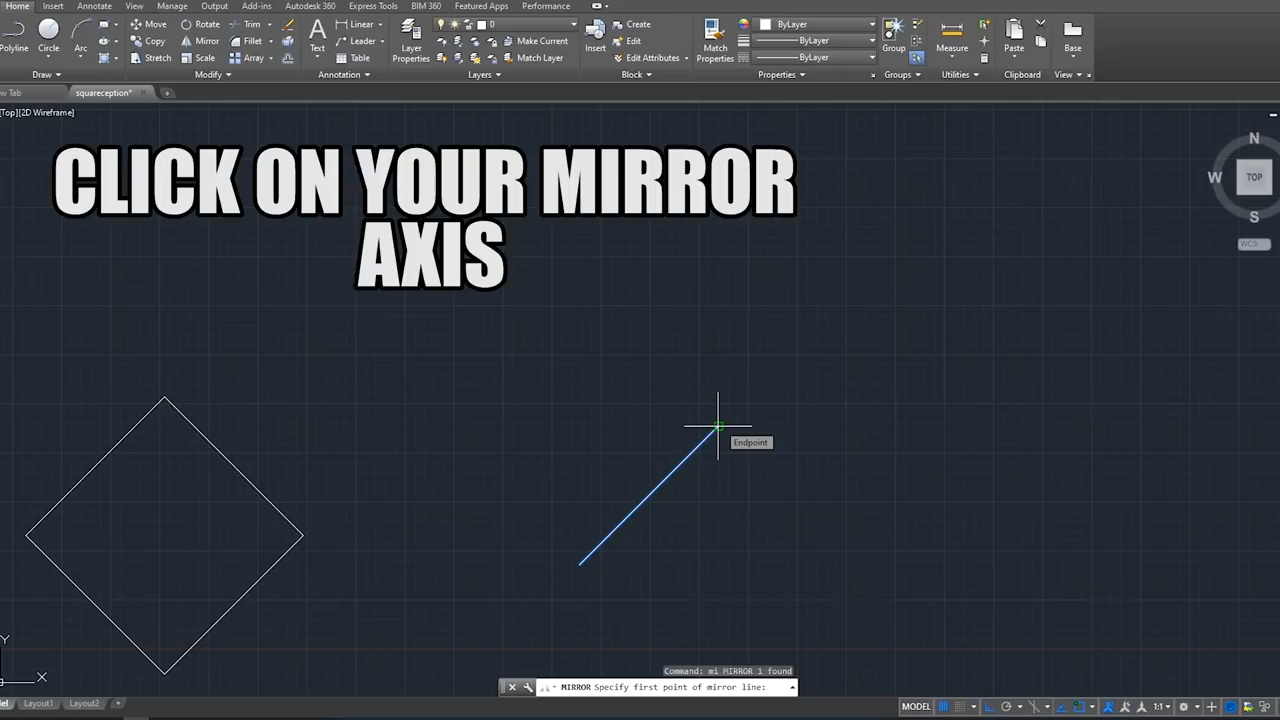 Home Insert Annotate View Manage Output Add-ins Autodesk 360 Express Tools BIM 360 Featured Apps Performance
Polyline Circle Arc
Move Rotate Trim
Copy Mirror Fillet
Stretch Scale Array
Text Linear
Leader
Table
Layer Properties
0
Make Current
Match Layer
Insert
Create
Edit
Edit Attributes
Match Properties
ByLayer
ByLayer
ByLayer
Group Measure Paste Base
Draw Modify Annotation Layers Block Properties Groups Utilities Clipboard View
w Tab squareception*
[Top][2D Wireframe]
N
W TOP
S
WCS
CLICK ON YOUR MIRROR
AXIS
Endpoint
Y
X
Command: mi MIRROR 1 found
MIRROR Specify first point of mirror line:
el Layout1 Layout2 +
MODEL 1:1